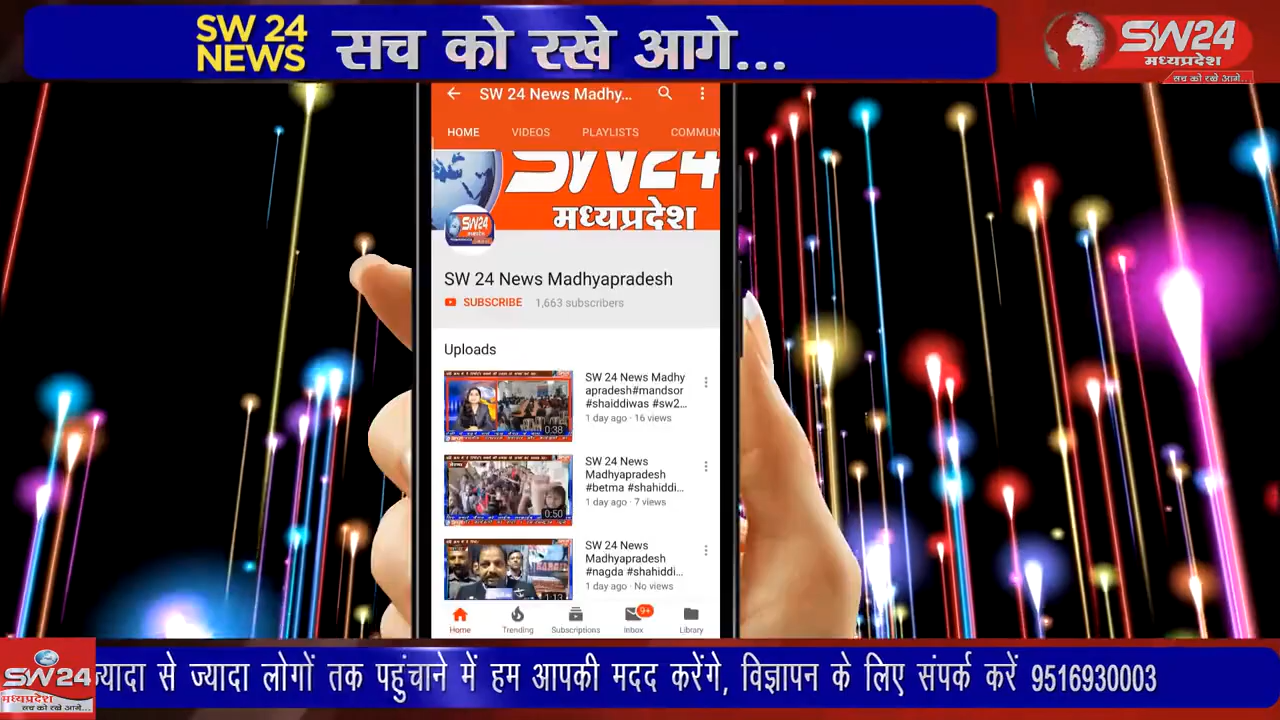 SW 24
NEWS
सच को रखे आगे...
SW24
मध्यप्रदेश
सच को रखे आगे..
SW 24 News Madhy...
HOME VIDEOS PLAYLISTS COMMUN
SW24
मध्यप्रदेश
SW24
SW 24 News Madhyapradesh
SUBSCRIBE 1,663 subscribers
Uploads
SW 24 News Madhy
apradesh#mandsor
#shaiddiwas #sw2...
1 day ago · 16 views
0:38
SW 24 News
Madhyapradesh
#betma #shahiddi...
1 day ago · 7 views
0:50
SW 24 News
Madhyapradesh
#nagda #shahiddi...
1 day ago · No views
1:13
Home Trending Subscriptions Inbox 9+ Library
SW24
मध्यप्रदेश
सच को रखे आगे..
ज्यादा से ज्यादा लोगों तक पहुंचाने में हम आपकी मदद करेंगे, विज्ञापन के लिए संपर्क करें 9516930003